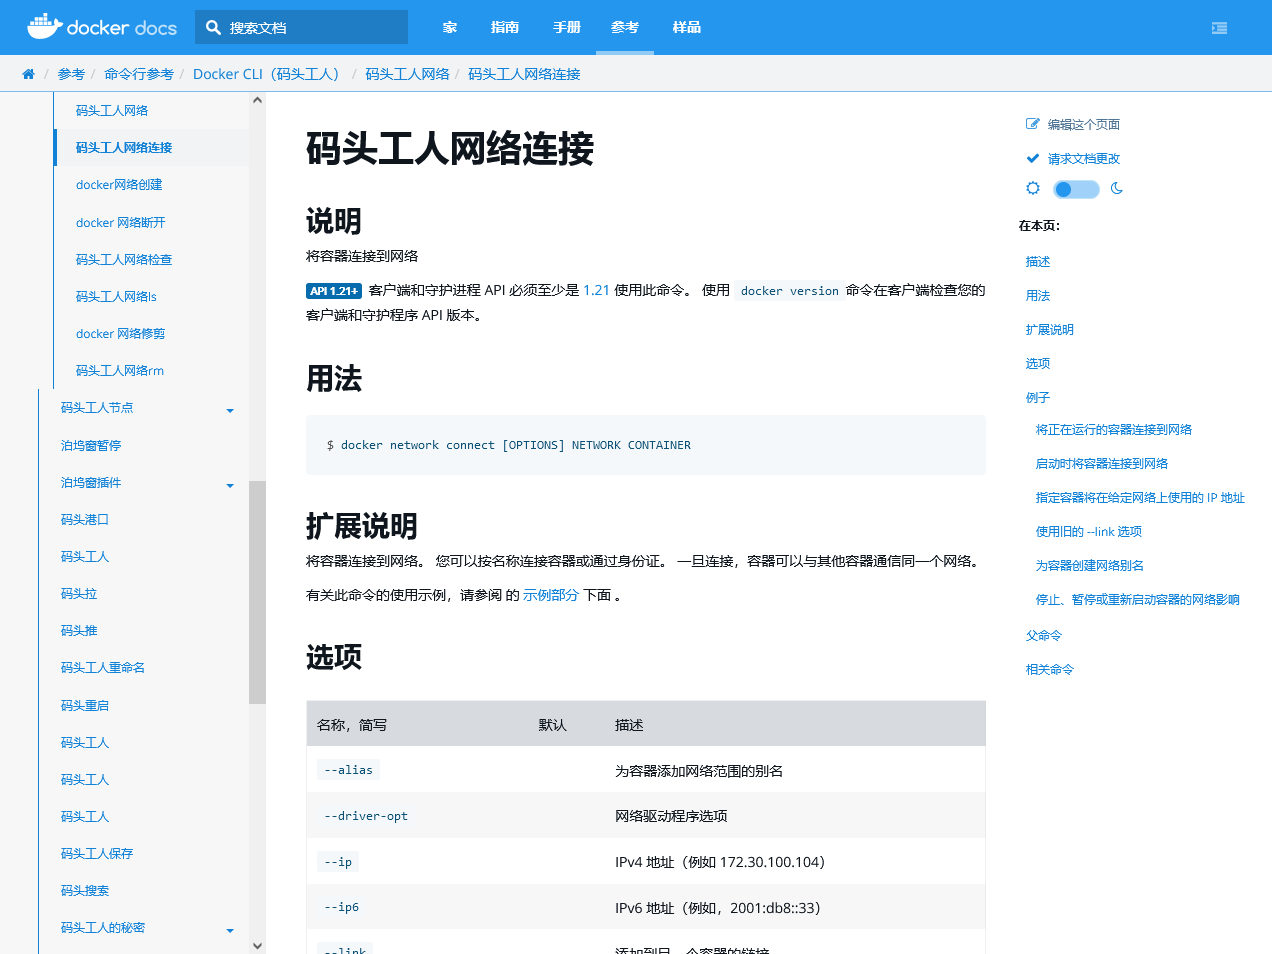 docker docs
搜索文档
家 指南 手册 参考 样品
/ 参考 / 命令行参考 / Docker CLI（码头工人） / 码头工人网络 / 码头工人网络连接
码头工人网络
码头工人网络连接
docker网络创建
docker 网络断开
码头工人网络检查
码头工人网络ls
docker 网络修剪
码头工人网络rm
码头工人节点
泊坞窗暂停
泊坞窗插件
码头港口
码头工人
码头拉
码头推
码头工人重命名
码头重启
码头工人
码头工人
码头工人
码头工人保存
码头搜索
码头工人的秘密
码头工人网络连接
说明
将容器连接到网络
API 1.21+ 客户端和守护进程 API 必须至少是 1.21 使用此命令。 使用 docker version 命令在客户端检查您的
客户端和守护程序 API 版本。
用法
$ docker network connect [OPTIONS] NETWORK CONTAINER
扩展说明
将容器连接到网络。 您可以按名称连接容器或通过身份证。 一旦连接，容器可以与其他容器通信同一个网络。
有关此命令的使用示例，请参阅 的 示例部分 下面 。
选项
名称，简写 默认 描述
--alias 为容器添加网络范围的别名
--driver-opt 网络驱动程序选项
--ip IPv4 地址（例如 172.30.100.104）
--ip6 IPv6 地址（例如，2001:db8::33）
--link 添加到另一个容器的链接
编辑这个页面
请求文档更改
在本页：
描述
用法
扩展说明
选项
例子
将正在运行的容器连接到网络
启动时将容器连接到网络
指定容器将在给定网络上使用的 IP 地址
使用旧的 --link 选项
为容器创建网络别名
停止、暂停或重新启动容器的网络影响
父命令
相关命令